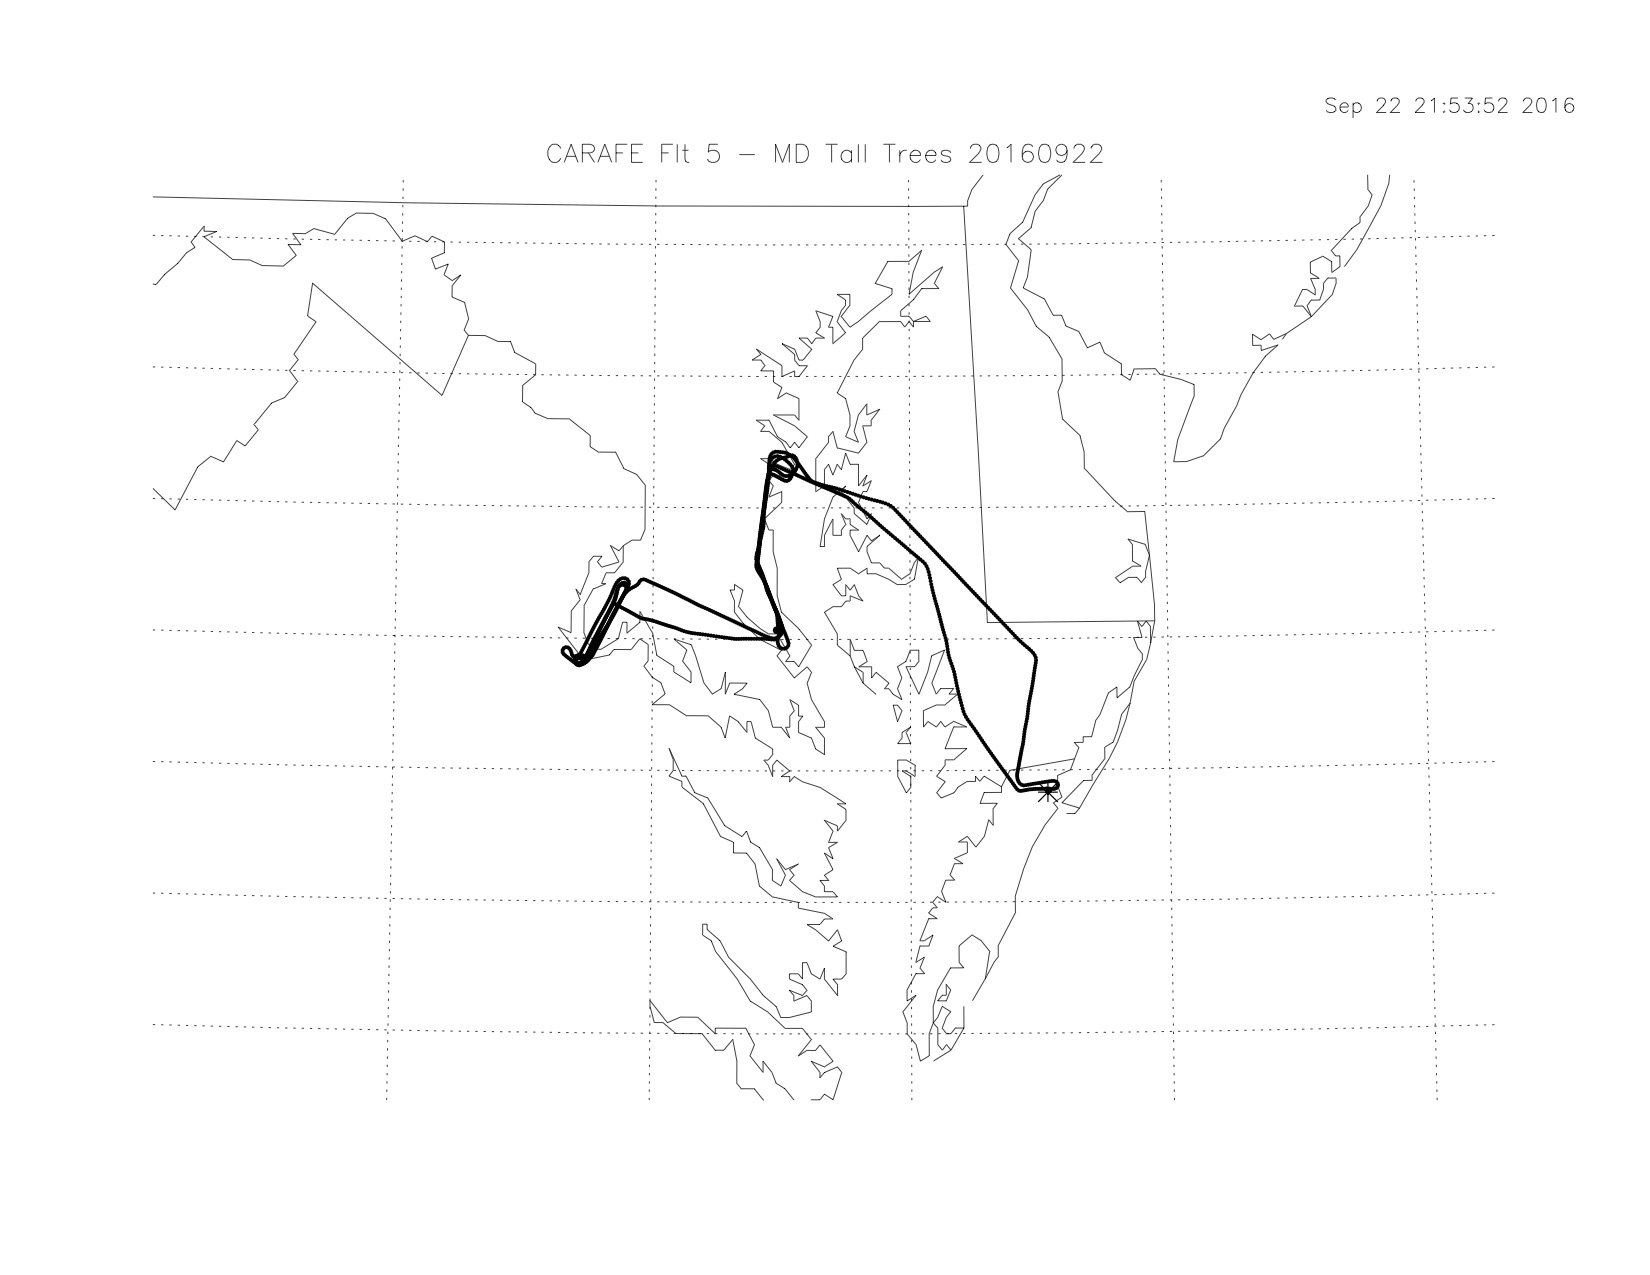 Sep 22 21:53:52 2016
CARAFE Flt 5 – MD Tall Trees 20160922